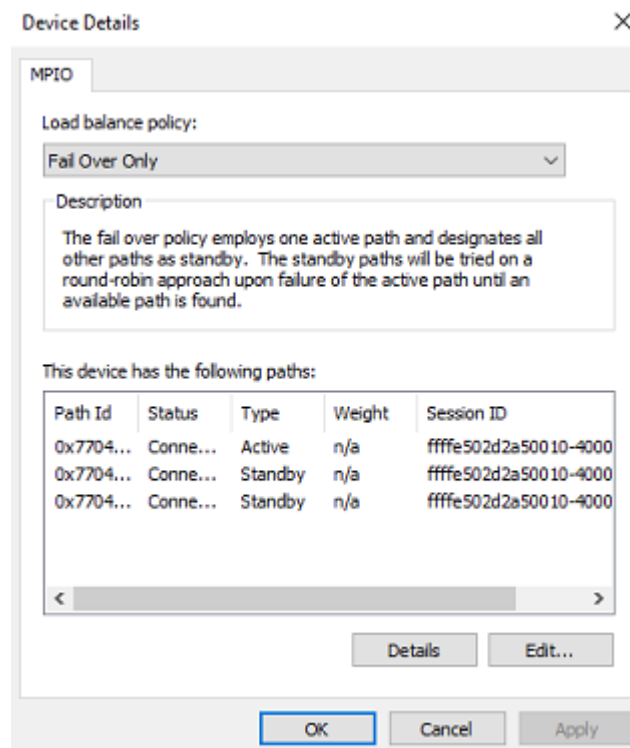 Device Details
MPIO
Load balance policy:
Fail Over Only
Description
The fail over policy employs one active path and designates all
other paths as standby. The standby paths will be tried on a
round-robin approach upon failure of the active path until an
available path is found.
This device has the following paths:
Path Id Status Type Weight Session ID
0x7704... Conne... Active n/a ffffe502d2a50010-4000
0x7704... Conne... Standby n/a ffffe502d2a50010-4000
0x7704... Conne... Standby n/a ffffe502d2a50010-4000
Details Edit...
OK Cancel Apply